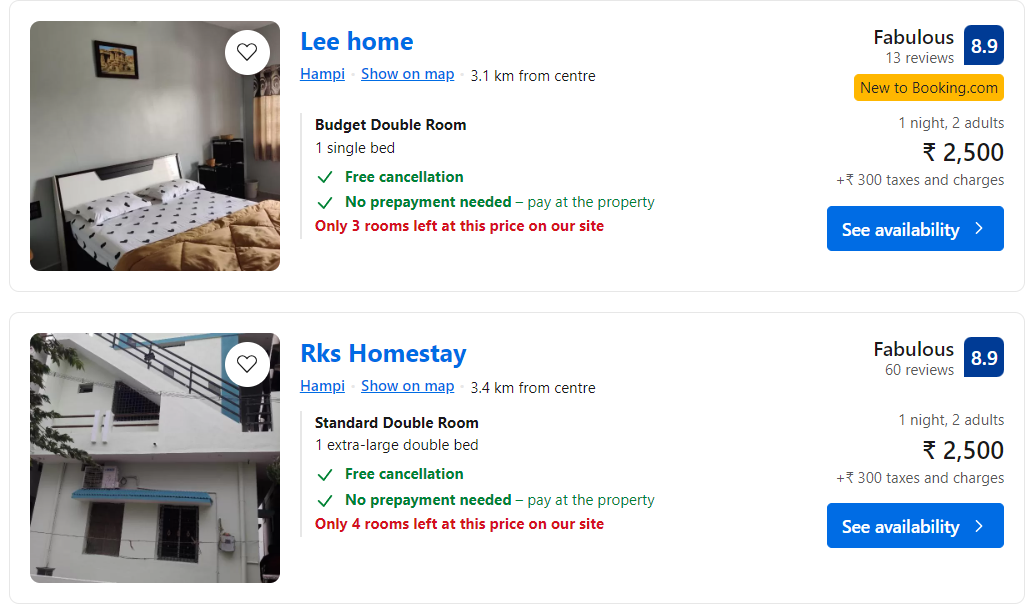 Lee home
Hampi Show on map 3.1 km from centre
Fabulous 8.9
13 reviews
New to Booking.com
Budget Double Room
1 single bed
Free cancellation
No prepayment needed – pay at the property
Only 3 rooms left at this price on our site
1 night, 2 adults
₹ 2,500
+₹ 300 taxes and charges
See availability
Rks Homestay
Hampi Show on map 3.4 km from centre
Fabulous 8.9
60 reviews
Standard Double Room
1 extra-large double bed
Free cancellation
No prepayment needed – pay at the property
Only 4 rooms left at this price on our site
1 night, 2 adults
₹ 2,500
+₹ 300 taxes and charges
See availability